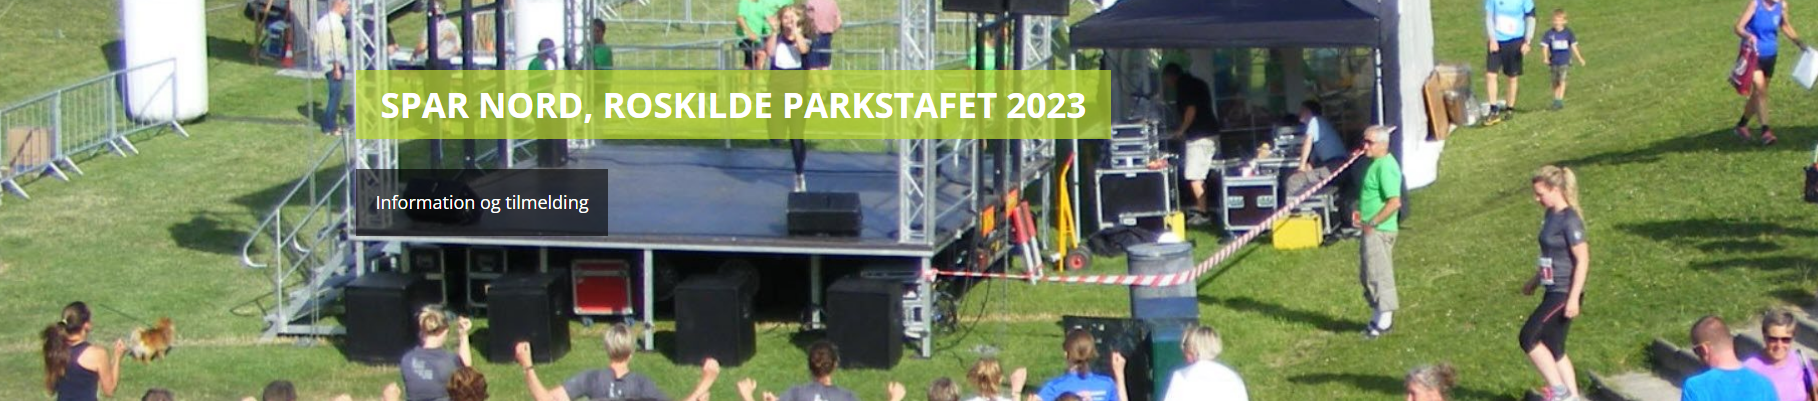 SPAR NORD, ROSKILDE PARKSTAFET 2023
Information og tilmelding